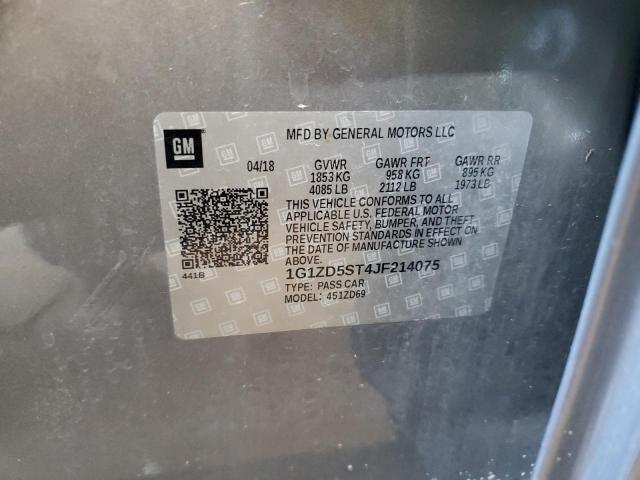 GM
MFD BY GENERAL MOTORS LLC
04/18 GVWR GAWR FRT GAWR RR
1853 KG 958 KG 895 KG
4085 LB 2112 LB 1973 LB
THIS VEHICLE CONFORMS TO ALL
APPLICABLE U.S. FEDERAL MOTOR
VEHICLE SAFETY, BUMPER, AND THEFT
PREVENTION STANDARDS IN EFFECT ON
THE DATE OF MANUFACTURE SHOWN
ABOVE.
441B
1G1ZD5ST4JF214075
TYPE: PASS CAR
MODEL: 451ZD69